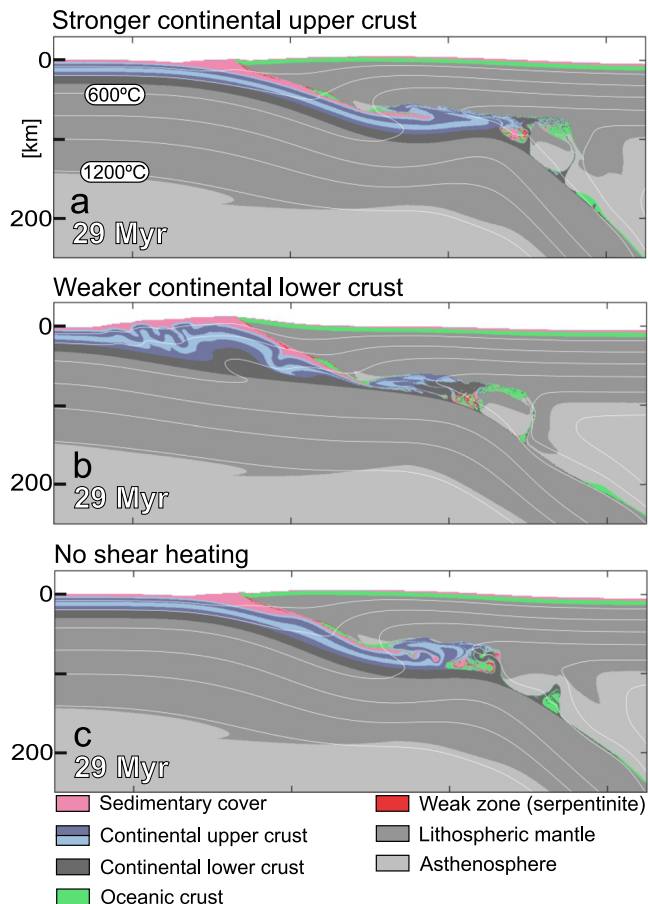 Stronger continental upper crust
0
600ºC
[km]
1200ºC
a
200
29 Myr
Weaker continental lower crust
0
b
200
29 Myr
No shear heating
0
c
200
29 Myr
Sedimentary cover
Weak zone (serpentinite)
Continental upper crust
Lithospheric mantle
Continental lower crust
Asthenosphere
Oceanic crust